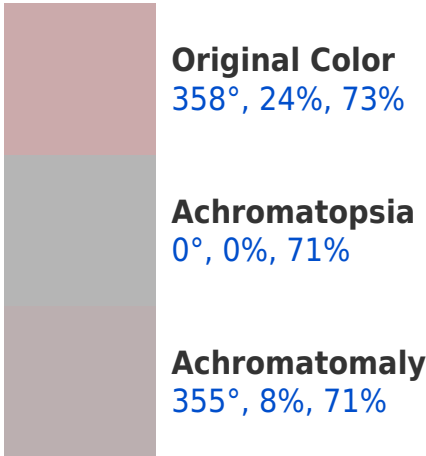 Original Color
358°, 24%, 73%
Achromatopsia
0°, 0%, 71%
Achromatomaly
355°, 8%, 71%